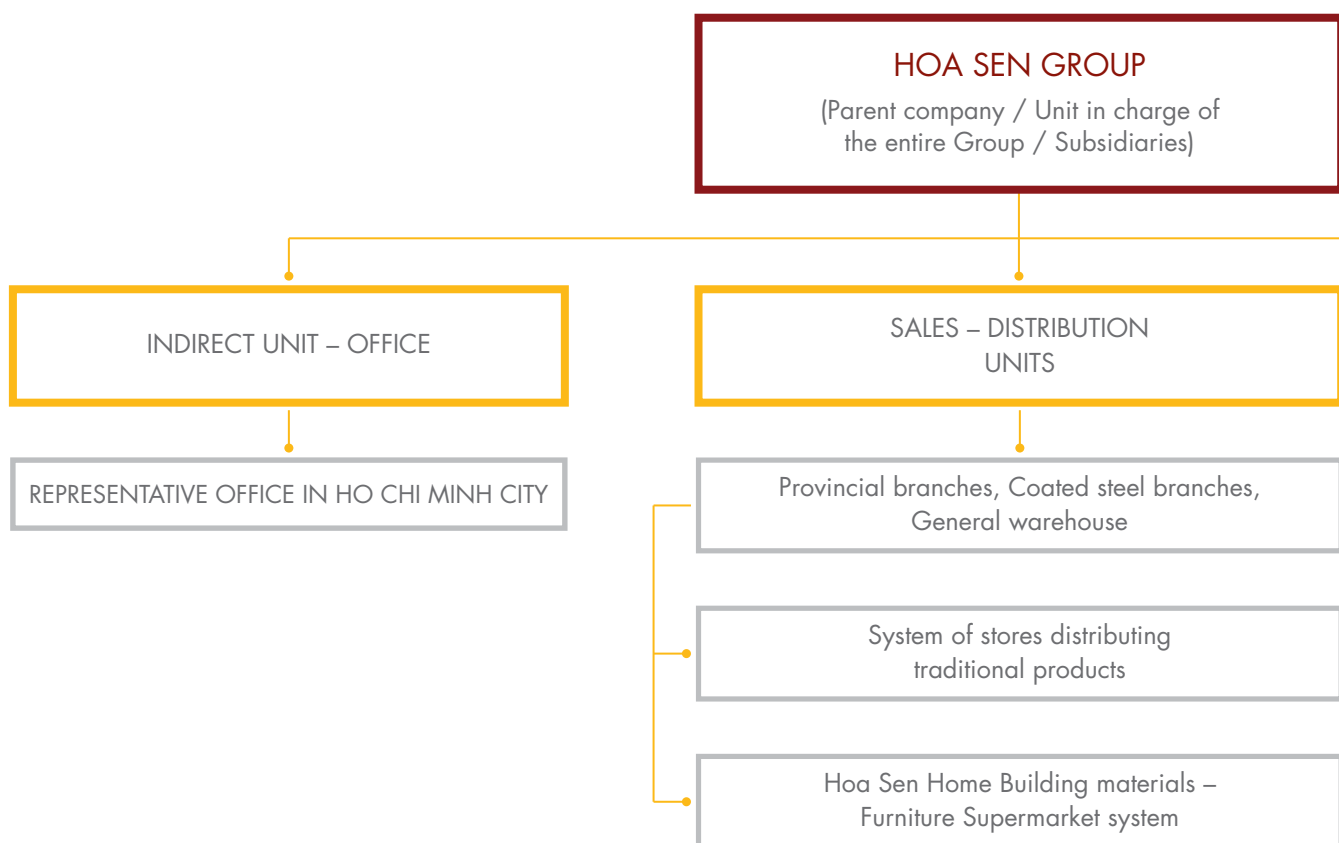 HOA SEN GROUP
(Parent company / Unit in charge of
the entire Group / Subsidiaries)
INDIRECT UNIT – OFFICE
SALES – DISTRIBUTION
UNITS
REPRESENTATIVE OFFICE IN HO CHI MINH CITY
Provincial branches, Coated steel branches,
General warehouse
System of stores distributing
traditional products
Hoa Sen Home Building materials –
Furniture Supermarket system